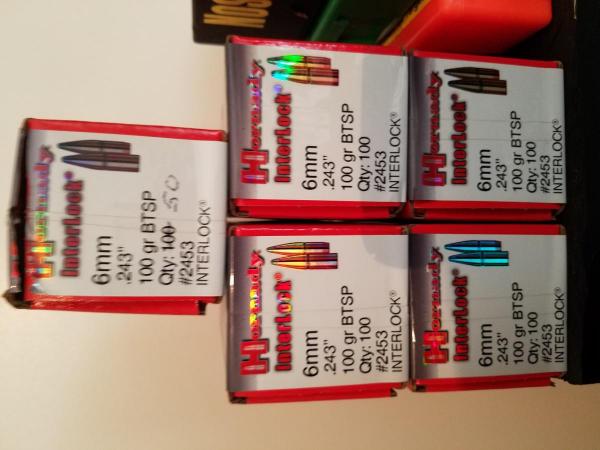 NOS
Hornady
InterLock®
6mm
.243"
100 gr BTSP
Qty: 100 50
#2453
INTERLOCK®
Hornady
InterLock®
6mm
.243"
100 gr BTSP
Qty: 100
#2453
INTERLOCK®
Hornady
InterLock®
6mm
.243"
100 gr BTSP
Qty: 100
#2453
INTERLOCK®
Hornady
InterLock®
6mm
.243"
100 gr BTSP
Qty: 100
#2453
INTERLOCK®
Hornady
InterLock®
6mm
.243"
100 gr BTSP
Qty: 100
#2453
INTERLOCK®